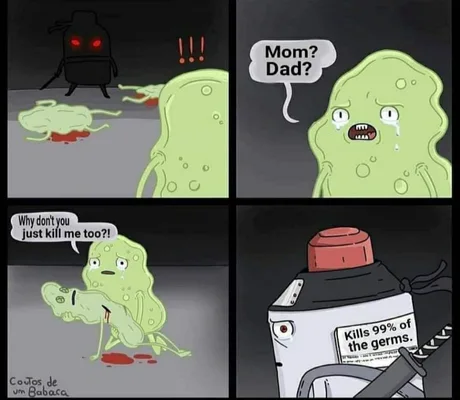 !!!
Mom?
Dad?
Why don't you
just kill me too?!
Contos de
um Babaca
Kills 99% of
the germs.